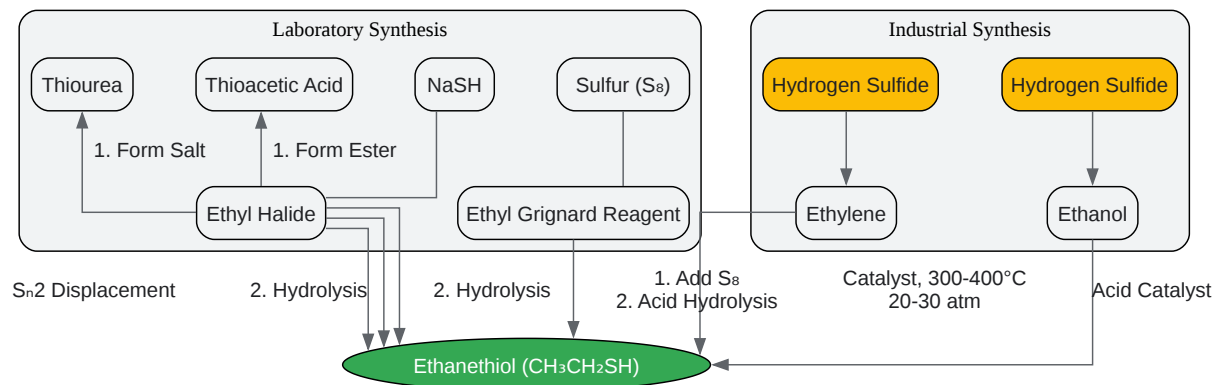 Laboratory Synthesis
Industrial Synthesis
Thiourea
Thioacetic Acid
NaSH
Sulfur (S₈)
Hydrogen Sulfide
Hydrogen Sulfide
1. Form Salt
1. Form Ester
Ethyl Halide
Ethyl Grignard Reagent
Ethylene
Ethanol
Sₙ2 Displacement
2. Hydrolysis
2. Hydrolysis
1. Add S₈
2. Acid Hydrolysis
Catalyst, 300-400°C
20-30 atm
Acid Catalyst
Ethanethiol (CH₃CH₂SH)